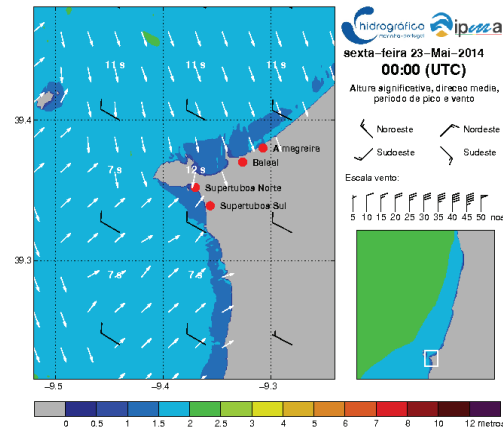 hidrográfico
marinha-portugal
ipma
sexta-feira 23-Mai-2014
00:00 (UTC)
Altura significativa, direcao media,
periodo de pico e vento
Noroeste
Nordeste
Sudoeste
Sudeste
Escala vento:
5 10 15 20 25 30 35 40 45 50 nos
11 s 11 s 11 s
39.4
Almagreira
Baleal
7 s 12 s
Supertubos Norte
Supertubos Sul
39.3
7 s 7 s
-9.5 -9.4 -9.3
0 0.5 1 1.5 2 2.5 3 4 5 6 7 8 10 12 metros